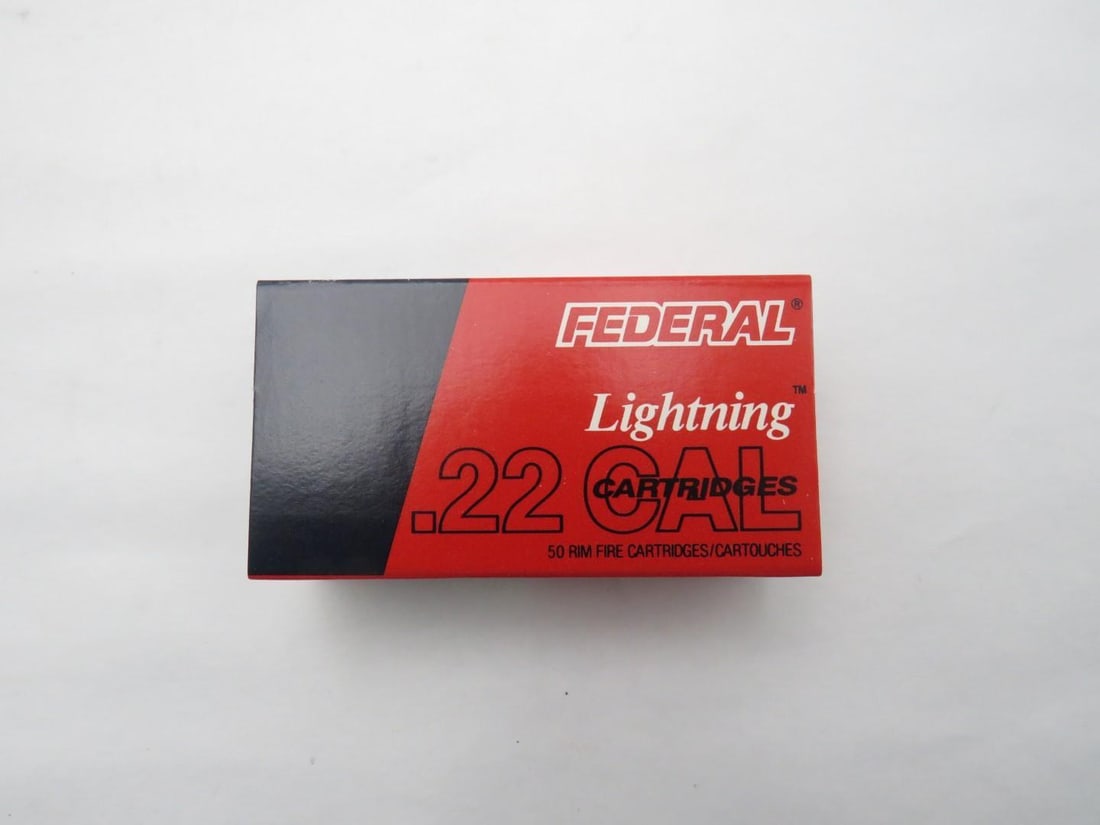 FEDERAL®
Lightning™
.22 CAL
CARTRIDGES
50 RIM FIRE CARTRIDGES/CARTOUCHES